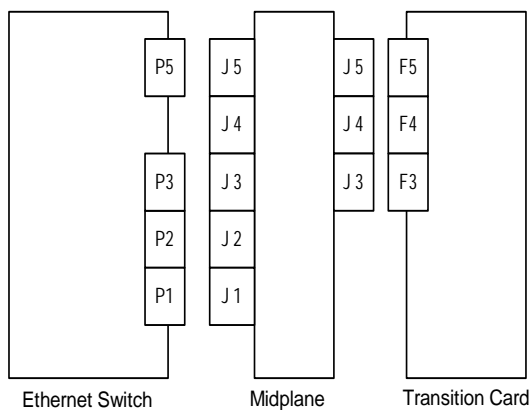 P5 J5 J5 F5
J4 J4 F4
P3 J3 J3 F3
P2 J2
P1 J1
Ethernet Switch Midplane Transition Card